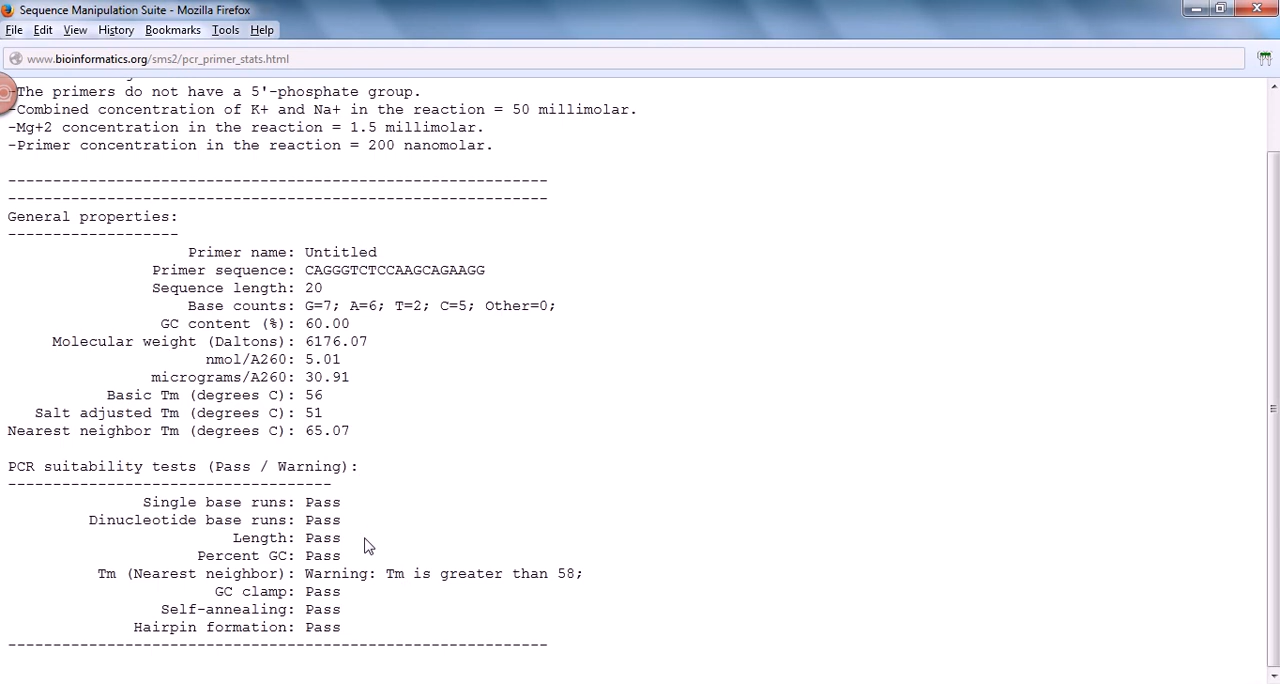 Sequence Manipulation Suite - Mozilla Firefox
File Edit View History Bookmarks Tools Help
www.bioinformatics.org/sms2/pcr_primer_stats.html
-The primers do not have a 5'-phosphate group.
-Combined concentration of K+ and Na+ in the reaction = 50 millimolar.
-Mg+2 concentration in the reaction = 1.5 millimolar.
-Primer concentration in the reaction = 200 nanomolar.
------------------------------------------------------------
------------------------------------------------------------
General properties:
-------------------
Primer name: Untitled
Primer sequence: CAGGGTCTCCAAGCAGAAGG
Sequence length: 20
Base counts: G=7; A=6; T=2; C=5; Other=0;
GC content (%): 60.00
Molecular weight (Daltons): 6176.07
nmol/A260: 5.01
micrograms/A260: 30.91
Basic Tm (degrees C): 56
Salt adjusted Tm (degrees C): 51
Nearest neighbor Tm (degrees C): 65.07
PCR suitability tests (Pass / Warning):
------------------------------------
Single base runs: Pass
Dinucleotide base runs: Pass
Length: Pass
Percent GC: Pass
Tm (Nearest neighbor): Warning: Tm is greater than 58;
GC clamp: Pass
Self-annealing: Pass
Hairpin formation: Pass
------------------------------------------------------------